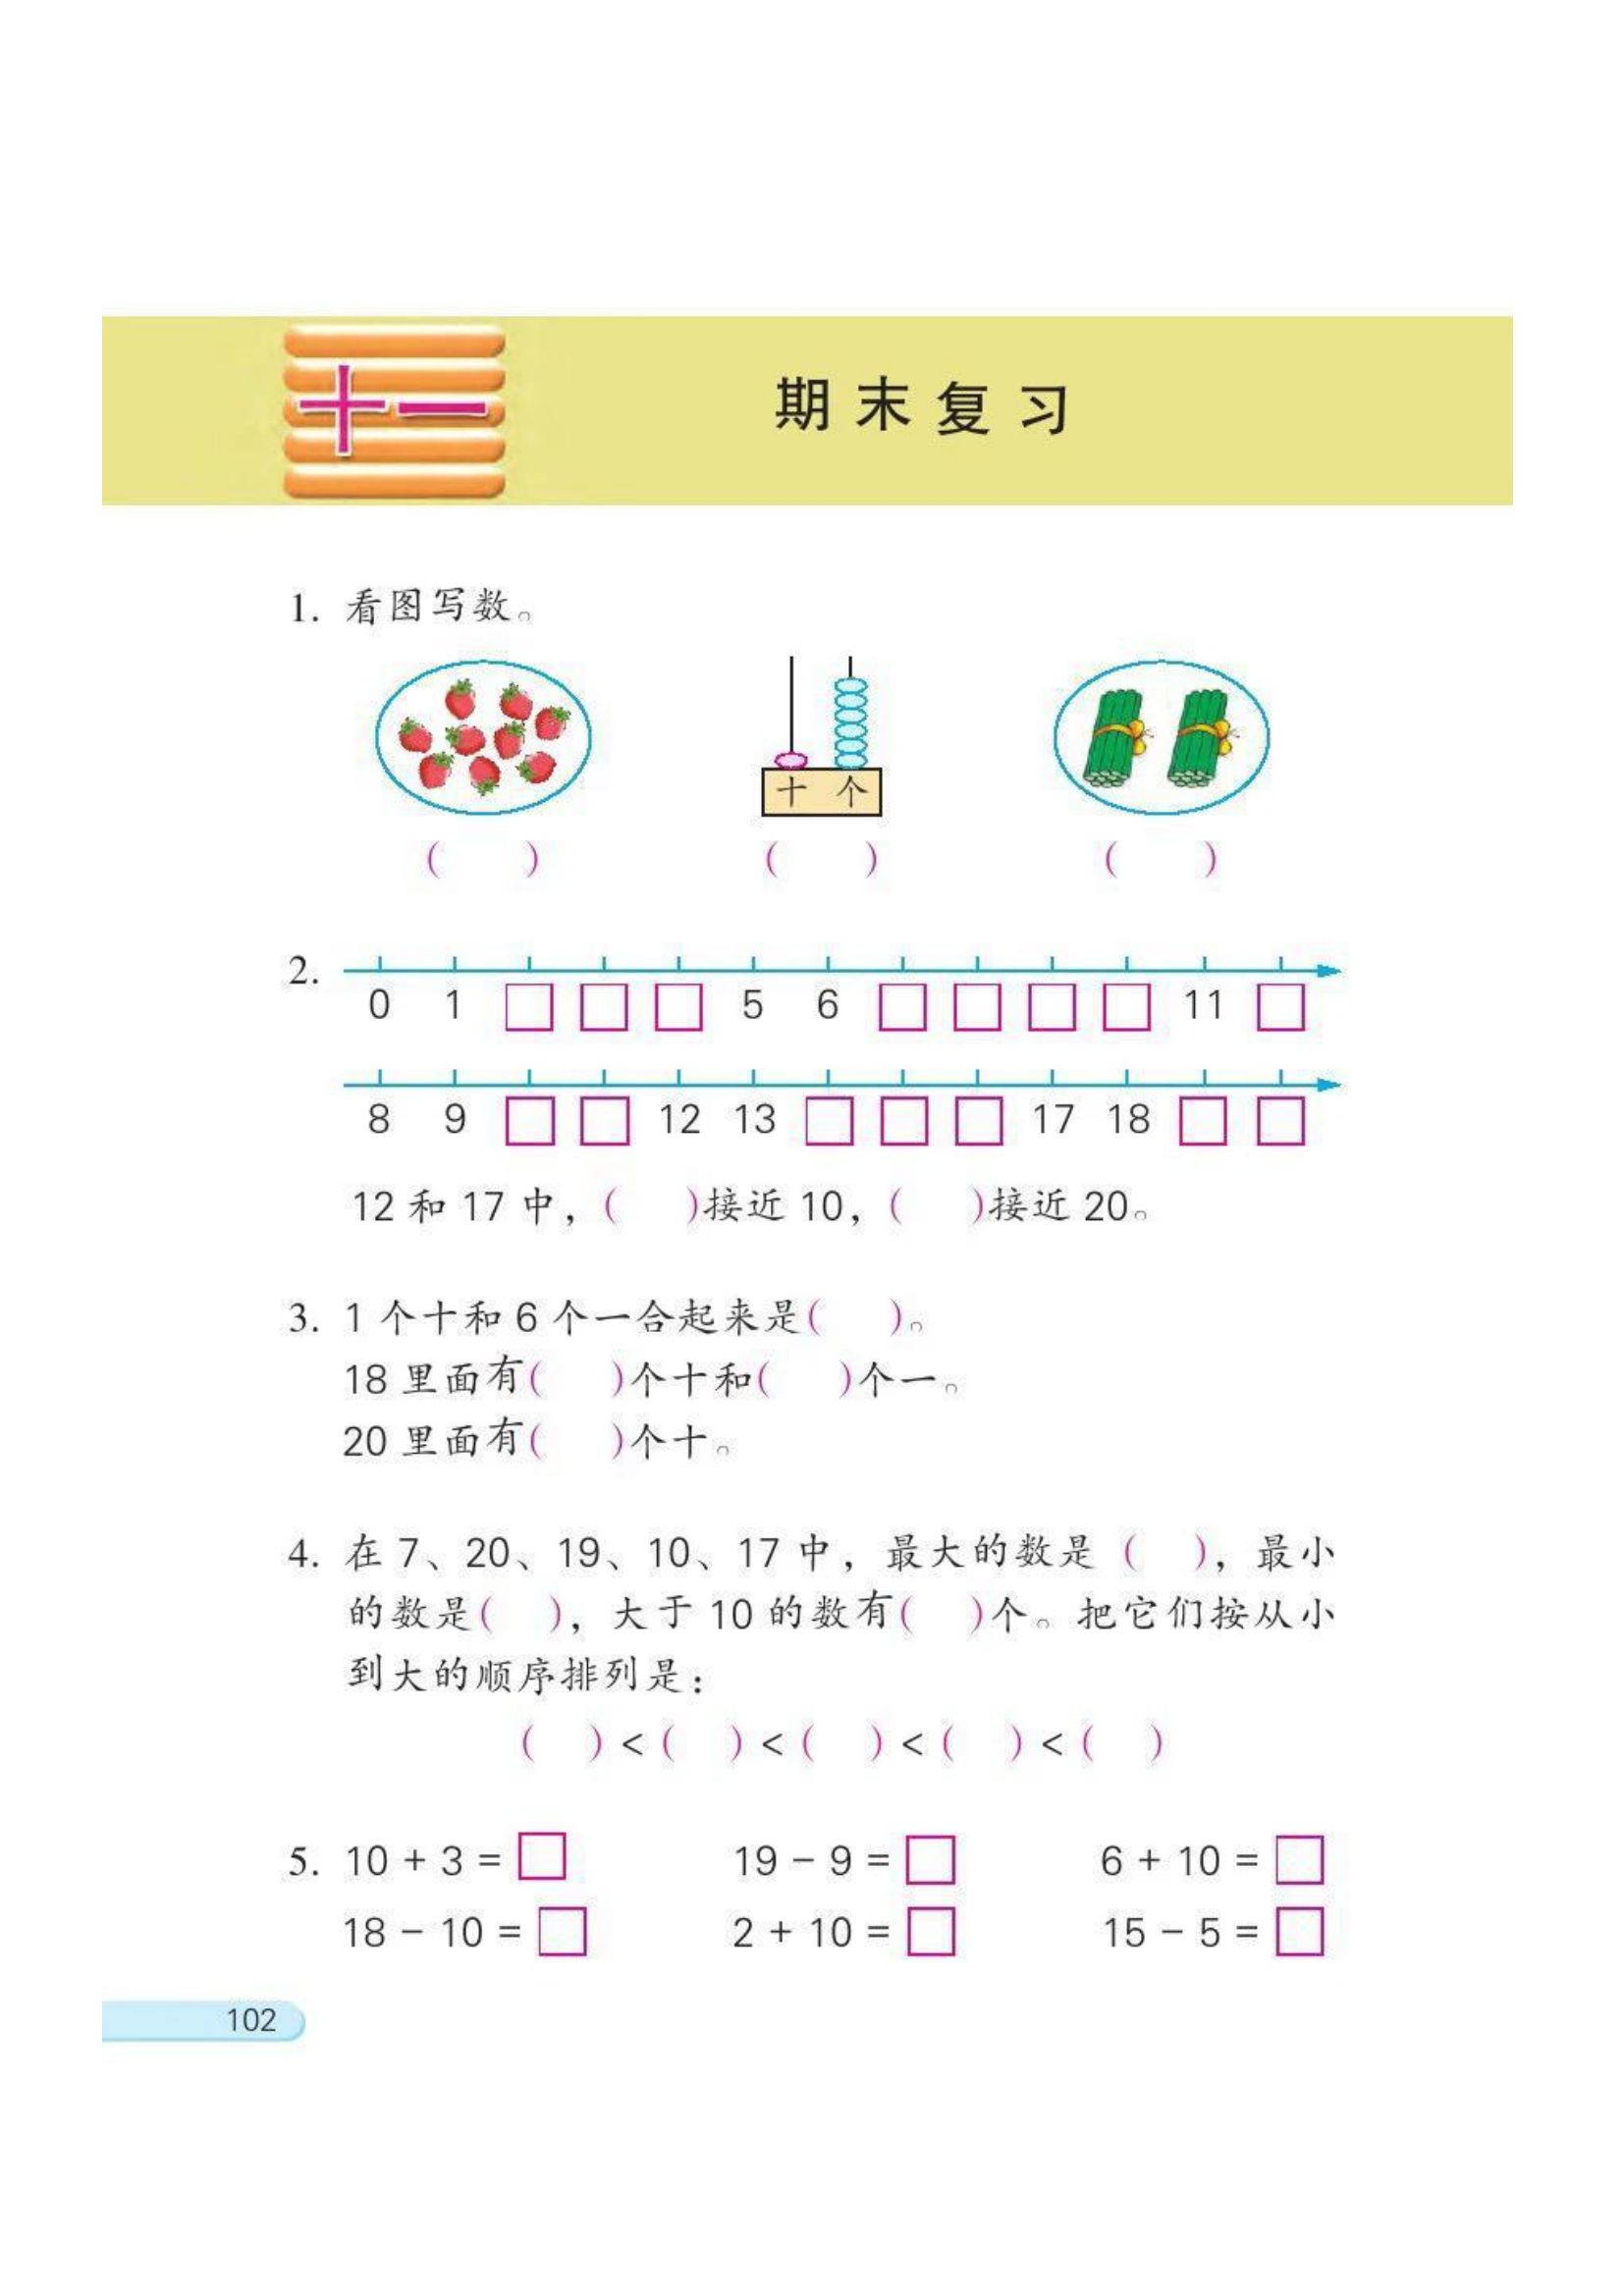 十一
期末复习
1. 看图写数。
十 个
(  ) (  ) (  )
2.
0 1 □ □ □ 5 6 □ □ □ □ 11 □
8 9 □ □ 12 13 □ □ □ 17 18 □ □
12 和 17 中，(  )接近 10，(  )接近 20。
3. 1 个十和 6 个一合起来是(  )。
18 里面有(  )个十和(  )个一。
20 里面有(  )个十。
4. 在 7、20、19、10、17 中，最大的数是 (  )，最小
的数是(  )，大于 10 的数有(  )个。把它们按从小
到大的顺序排列是：
(  ) < (  ) < (  ) < (  ) < (  )
5. 10 + 3 = □ 19 - 9 = □ 6 + 10 = □
18 - 10 = □ 2 + 10 = □ 15 - 5 = □
102